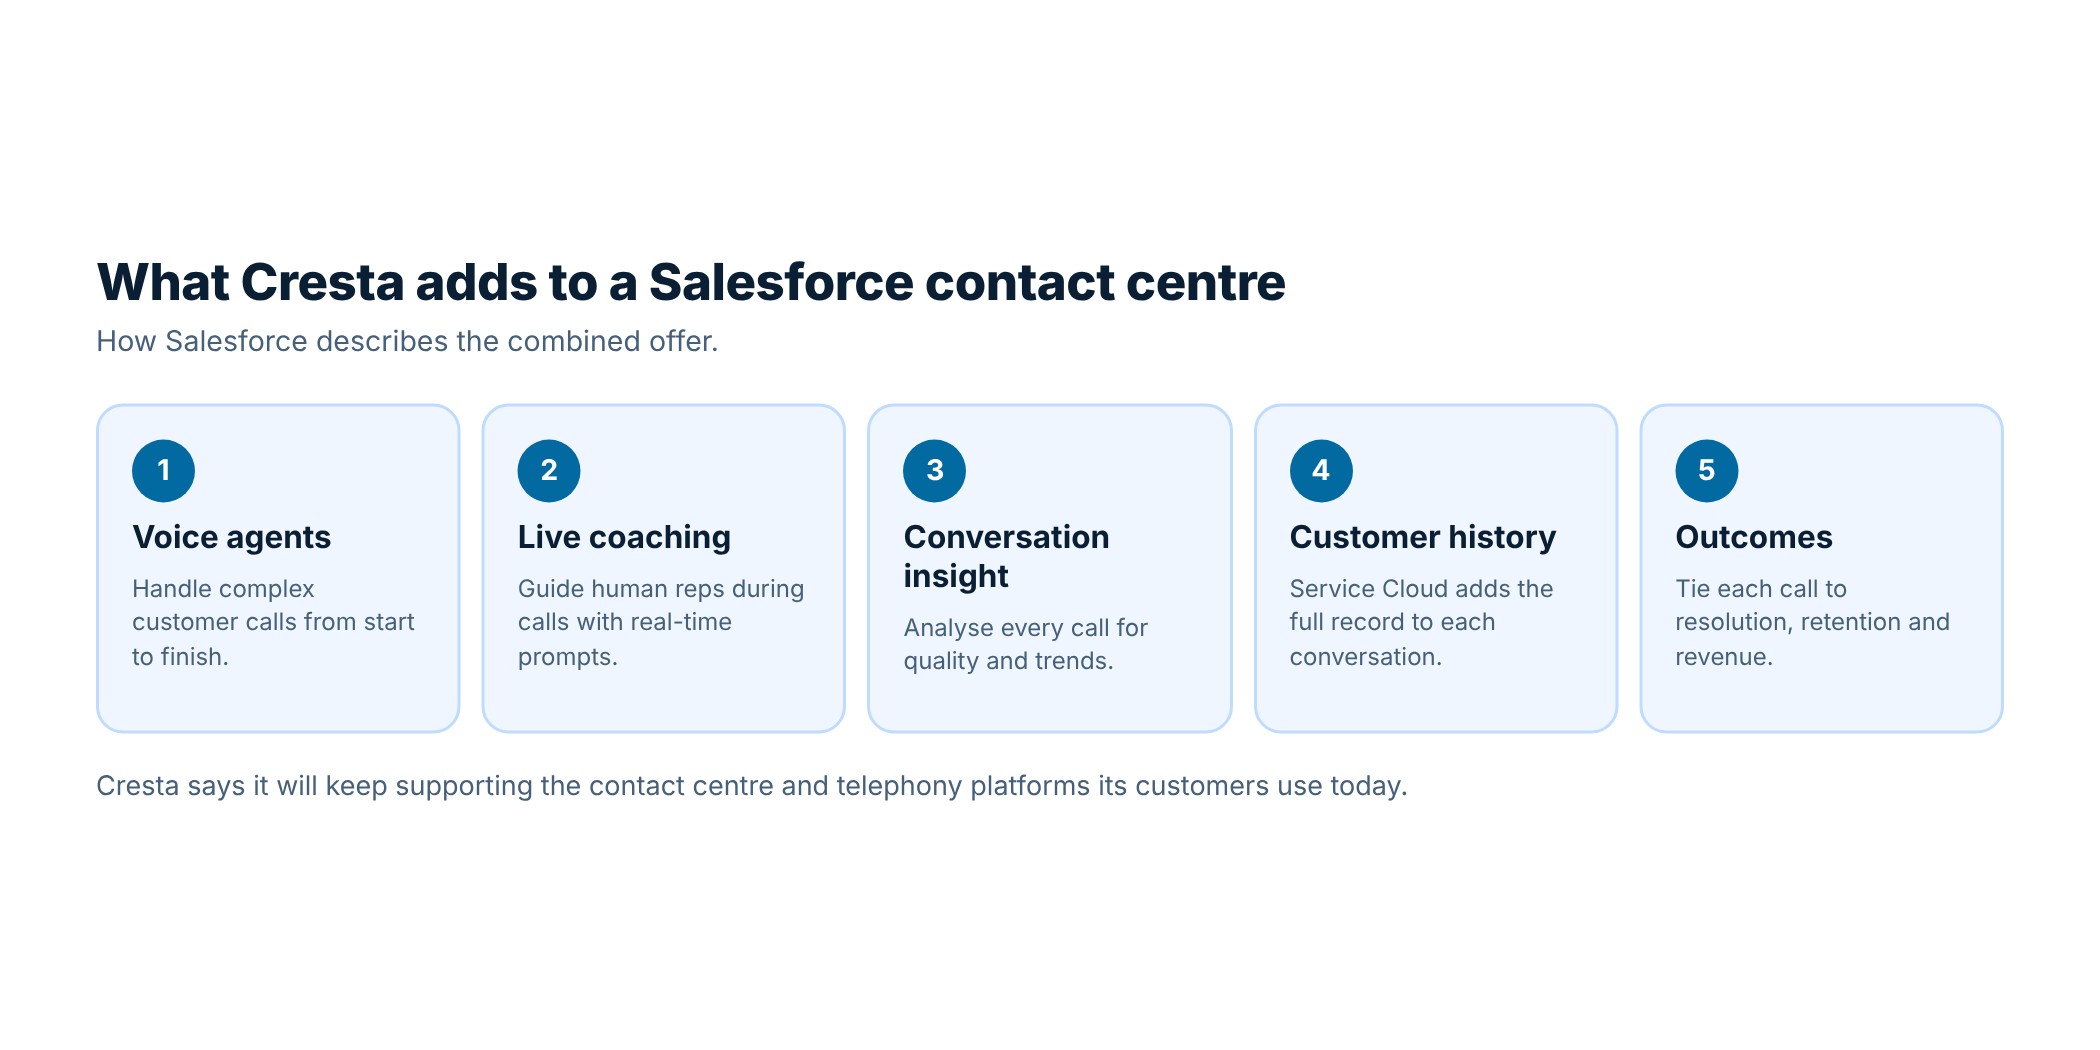 What Cresta adds to a Salesforce contact centre
How Salesforce describes the combined offer.
1
Voice agents
Handle complex
customer calls from start
to finish.
2
Live coaching
Guide human reps during
calls with real-time
prompts.
3
Conversation
insight
Analyse every call for
quality and trends.
4
Customer history
Service Cloud adds the
full record to each
conversation.
5
Outcomes
Tie each call to
resolution, retention and
revenue.
Cresta says it will keep supporting the contact centre and telephony platforms its customers use today.